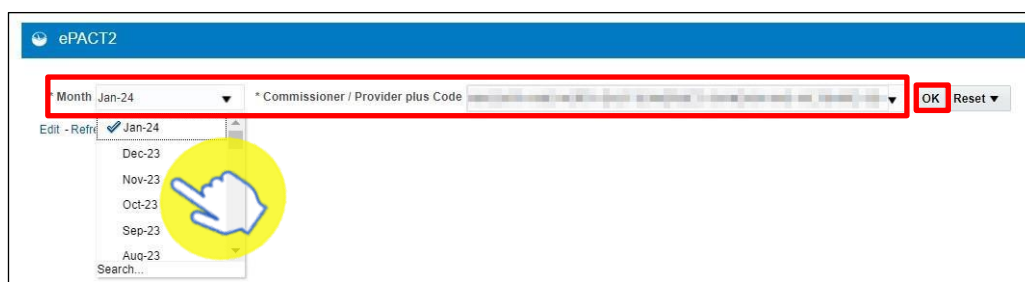 ePACT2
* Month Jan-24 * Commissioner / Provider plus Code OK Reset
Edit - Refre
Jan-24
Dec-23
Nov-23
Oct-23
Sep-23
Aug-23
Search...